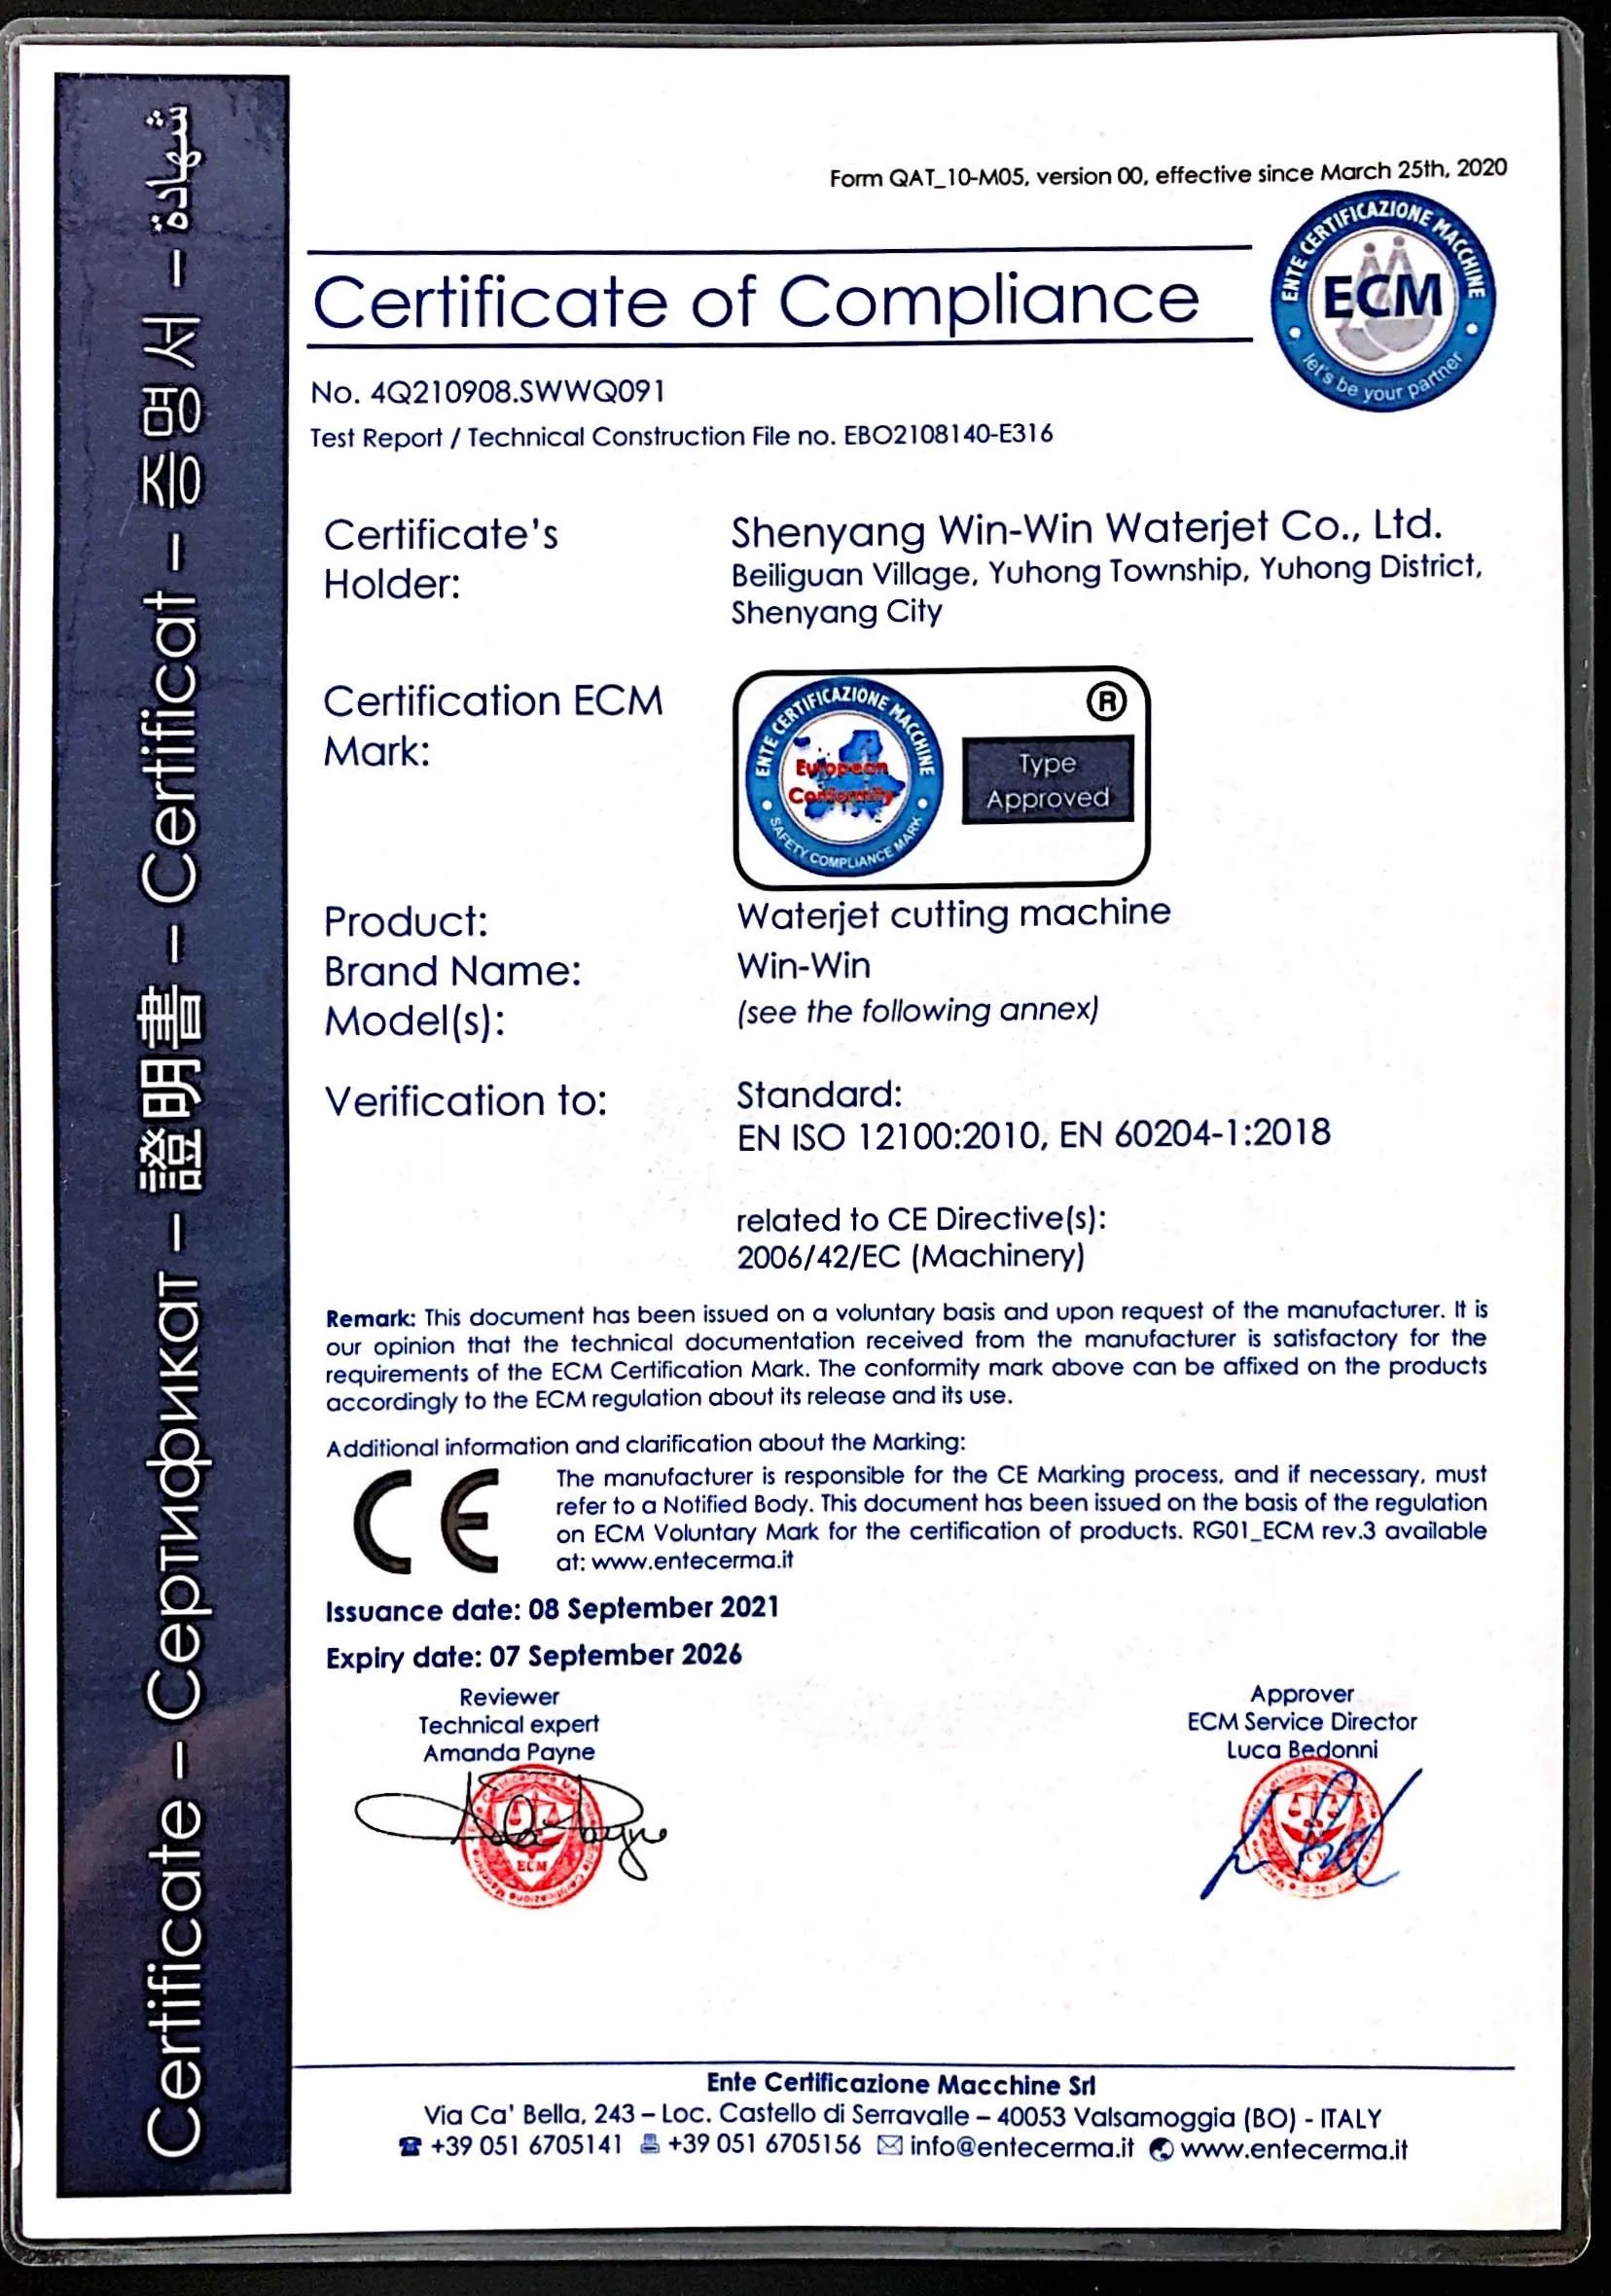 Form QAT_10-M05, version 00, effective since March 25th, 2020
Certificate of Compliance
ENTE CERTIFICAZIONE MACCHINE
ECM
let's be your partner
No. 4Q210908.SWWQ091
Test Report / Technical Construction File no. EBO2108140-E316
Certificate's
Holder:
Shenyang Win-Win Waterjet Co., Ltd.
Beiliguan Village, Yuhong Township, Yuhong District,
Shenyang City
Certification ECM
Mark:
ENTE CERTIFICAZIONE MACCHINE
European
Conformity
SAFETY COMPLIANCE MARK
®
Type
Approved
Product: Waterjet cutting machine
Brand Name: Win-Win
Model(s): (see the following annex)
Verification to: Standard:
EN ISO 12100:2010, EN 60204-1:2018
related to CE Directive(s):
2006/42/EC (Machinery)
Remark: This document has been issued on a voluntary basis and upon request of the manufacturer. It is
our opinion that the technical documentation received from the manufacturer is satisfactory for the
requirements of the ECM Certification Mark. The conformity mark above can be affixed on the products
accordingly to the ECM regulation about its release and its use.
Additional information and clarification about the Marking:
CE
The manufacturer is responsible for the CE Marking process, and if necessary, must
refer to a Notified Body. This document has been issued on the basis of the regulation
on ECM Voluntary Mark for the certification of products. RG01_ECM rev.3 available
at: www.entecerma.it
Issuance date: 08 September 2021
Expiry date: 07 September 2026
Reviewer
Technical expert
Amanda Payne
ECM
Approver
ECM Service Director
Luca Bedonni
Ente Certificazione Macchine Srl
Via Ca' Bella, 243 – Loc. Castello di Serravalle – 40053 Valsamoggia (BO) - ITALY
+39 051 6705141 +39 051 6705156 info@entecerma.it www.entecerma.it
Certificate – Сертификат – 證明書 – Certificat – 증명서 – شهادة